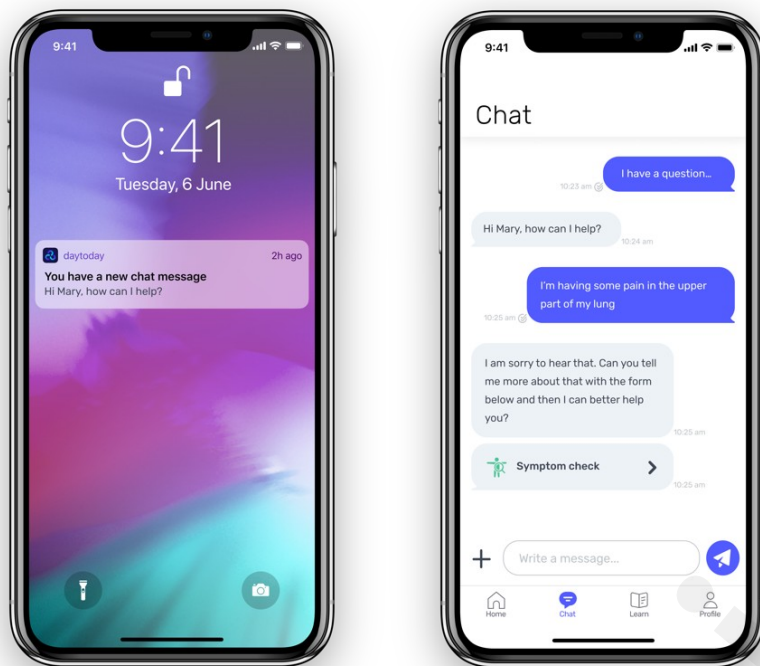 9:41
9:41
Tuesday, 6 June
daytoday
2h ago
You have a new chat message
Hi Mary, how can I help?
9:41
Chat
I have a question...
10:23 am
Hi Mary, how can I help?
10:24 am
I'm having some pain in the upper
part of my lung
10:25 am
I am sorry to hear that. Can you tell
me more about that with the form
below and then I can better help
you?
10:25 am
Symptom check
10:25 am
Write a message...
Home
Chat
Learn
Profile